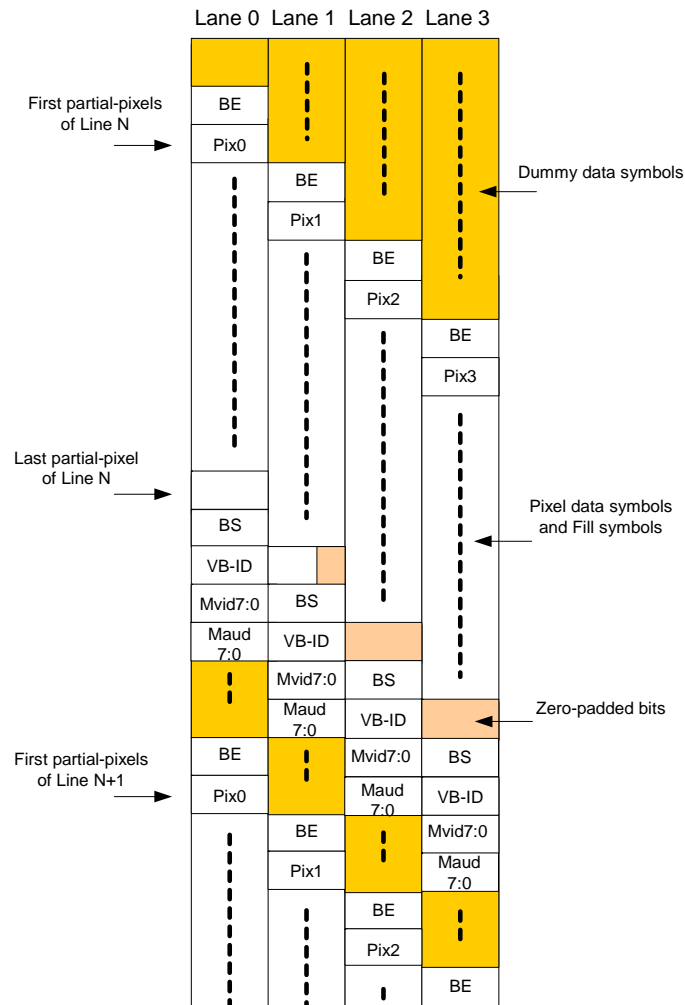 Lane 0 Lane 1 Lane 2 Lane 3
First partial-pixels
of Line N
BE
Pix0
BE
Pix1
Dummy data symbols
BE
Pix2
BE
Pix3
Last partial-pixel
of Line N
BS
VB-ID
Mvid7:0
Maud
7:0
BS
VB-ID
Mvid7:0
Maud
7:0
BS
VB-ID
Mvid7:0
Maud
7:0
BS
VB-ID
Mvid7:0
Maud
7:0
Pixel data symbols
and Fill symbols
Zero-padded bits
First partial-pixels
of Line N+1
BE
Pix0
BE
Pix1
BE
Pix2
BE